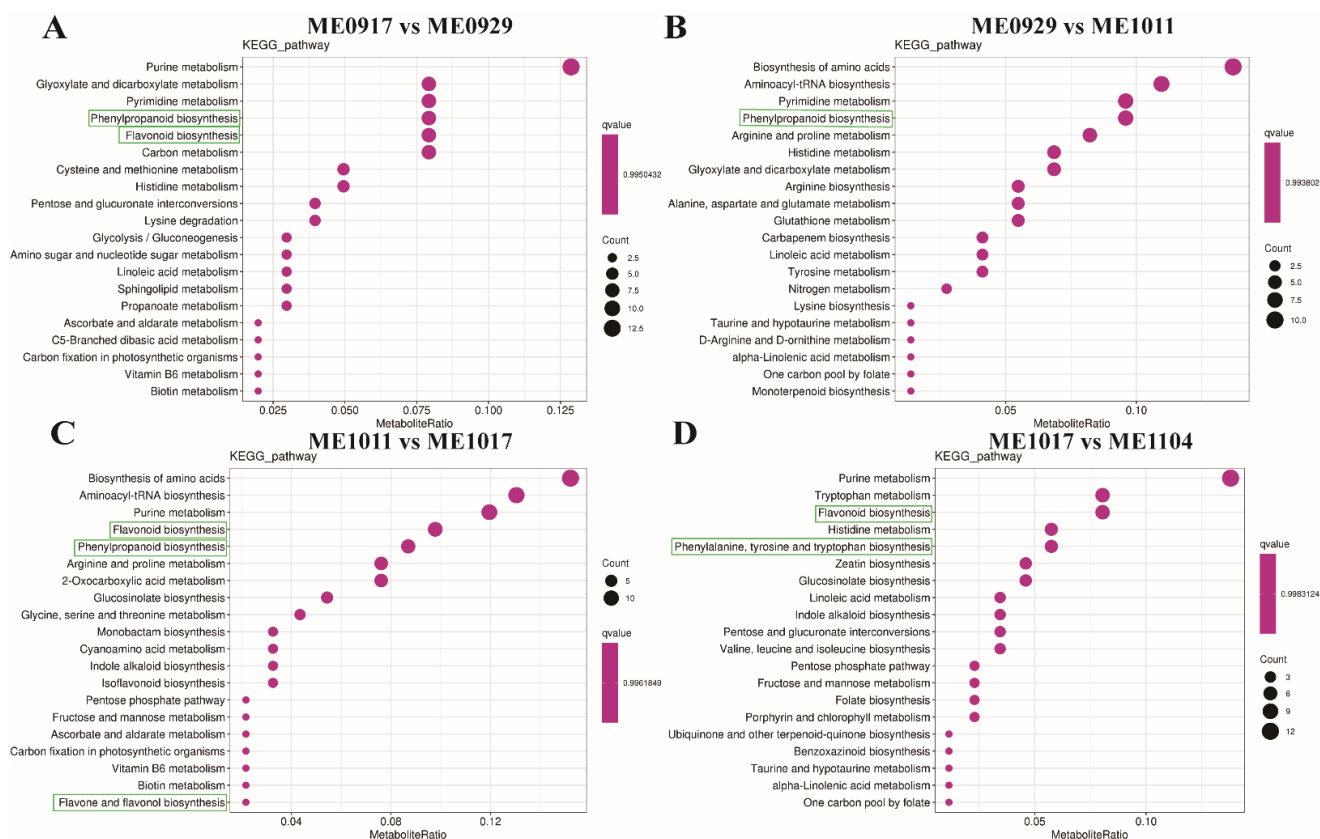 A
ME0917 vs ME0929
KEGG_pathway
Purine metabolism
Glyoxylate and dicarboxylate metabolism
Pyrimidine metabolism
Phenylpropanoid biosynthesis
Flavonoid biosynthesis
Carbon metabolism
Cysteine and methionine metabolism
Histidine metabolism
Pentose and glucuronate interconversions
Lysine degradation
Glycolysis / Gluconeogenesis
Amino sugar and nucleotide sugar metabolism
Linoleic acid metabolism
Sphingolipid metabolism
Propanoate metabolism
Ascorbate and aldarate metabolism
C5-Branched dibasic acid metabolism
Carbon fixation in photosynthetic organisms
Vitamin B6 metabolism
Biotin metabolism
0.025 0.050 0.075 0.100 0.125
MetaboliteRatio
qvalue
0.9950432
Count
2.5
5.0
7.5
10.0
12.5
B
ME0929 vs ME1011
KEGG_pathway
Biosynthesis of amino acids
Aminoacyl-tRNA biosynthesis
Pyrimidine metabolism
Phenylpropanoid biosynthesis
Arginine and proline metabolism
Histidine metabolism
Glyoxylate and dicarboxylate metabolism
Arginine biosynthesis
Alanine, aspartate and glutamate metabolism
Glutathione metabolism
Carbapenem biosynthesis
Linoleic acid metabolism
Tyrosine metabolism
Nitrogen metabolism
Lysine biosynthesis
Taurine and hypotaurine metabolism
D-Arginine and D-ornithine metabolism
alpha-Linolenic acid metabolism
One carbon pool by folate
Monoterpenoid biosynthesis
0.05 0.10
MetaboliteRatio
qvalue
0.993802
Count
2.5
5.0
7.5
10.0
C
ME1011 vs ME1017
KEGG_pathway
Biosynthesis of amino acids
Aminoacyl-tRNA biosynthesis
Purine metabolism
Flavonoid biosynthesis
Phenylpropanoid biosynthesis
Arginine and proline metabolism
2-Oxocarboxylic acid metabolism
Glucosinolate biosynthesis
Glycine, serine and threonine metabolism
Monobactam biosynthesis
Cyanoamino acid metabolism
Indole alkaloid biosynthesis
Isoflavonoid biosynthesis
Pentose phosphate pathway
Fructose and mannose metabolism
Ascorbate and aldarate metabolism
Carbon fixation in photosynthetic organisms
Vitamin B6 metabolism
Biotin metabolism
Flavone and flavonol biosynthesis
0.04 0.08 0.12
MetaboliteRatio
Count
5
10
qvalue
0.9961849
D
ME1017 vs ME1104
KEGG_pathway
Purine metabolism
Tryptophan metabolism
Flavonoid biosynthesis
Histidine metabolism
Phenylalanine, tyrosine and tryptophan biosynthesis
Zeatin biosynthesis
Glucosinolate biosynthesis
Linoleic acid metabolism
Indole alkaloid biosynthesis
Pentose and glucuronate interconversions
Valine, leucine and isoleucine biosynthesis
Pentose phosphate pathway
Fructose and mannose metabolism
Folate biosynthesis
Porphyrin and chlorophyll metabolism
Ubiquinone and other terpenoid-quinone biosynthesis
Benzoxazinoid biosynthesis
Taurine and hypotaurine metabolism
alpha-Linolenic acid metabolism
One carbon pool by folate
0.05 0.10
MetaboliteRatio
qvalue
0.9983124
Count
3
6
9
12